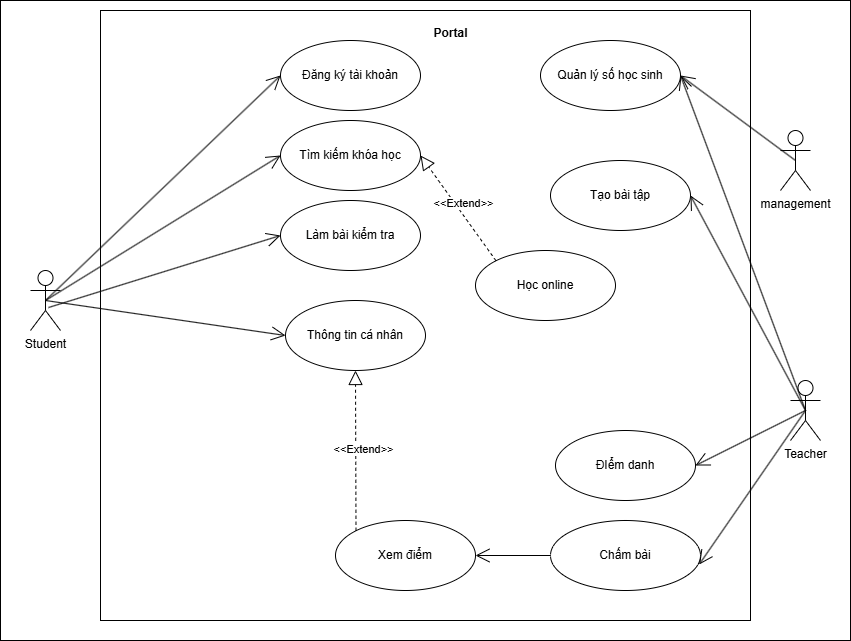 Portal
Đăng ký tài khoản
Quản lý số học sinh
Tìm kiếm khóa học
<<Extend>>
management
Tạo bài tập
Làm bài kiểm tra
Học online
Student
Thông tin cá nhân
<<Extend>>
Teacher
ĐIểm danh
Xem điểm
Chấm bài